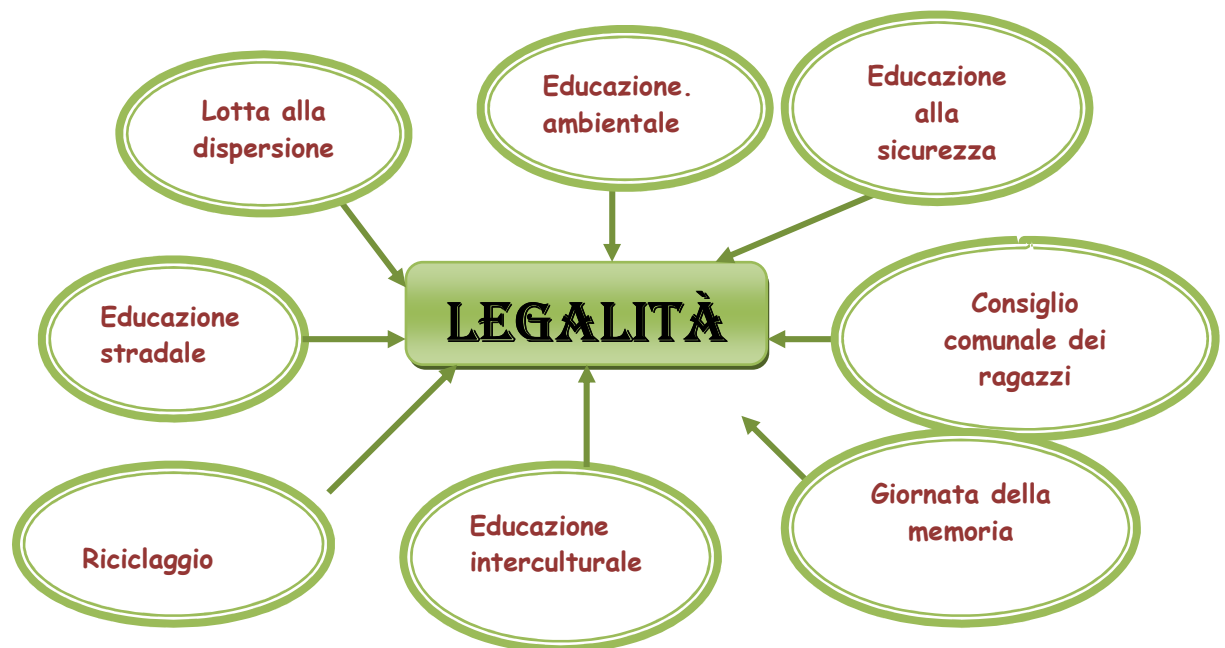 Lotta alla
dispersione
Educazione.
ambientale
Educazione
alla
sicurezza
Educazione
stradale
LEGALITÀ
Consiglio
comunale dei
ragazzi
Riciclaggio
Educazione
interculturale
Giornata della
memoria